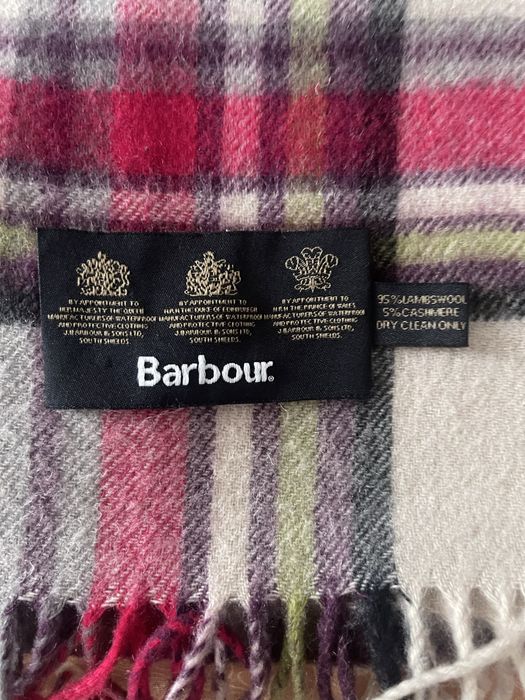 BY APPOINTMENT TO
HER MAJESTY THE QUEEN
MANUFACTURERS OF WATERPROOF
AND PROTECTIVE CLOTHING
J.BARBOUR & SONS LTD,
SOUTH SHIELDS.
BY APPOINTMENT TO
H.R.H THE DUKE OF EDINBURGH
MANUFACTURERS OF WATERPROOF
AND PROTECTIVE CLOTHING
J.BARBOUR & SONS LTD,
SOUTH SHIELDS.
BY APPOINTMENT TO
H.R.H THE PRINCE OF WALES
MANUFACTURERS OF WATERPROOF
AND PROTECTIVE CLOTHING
J.BARBOUR & SONS LTD,
SOUTH SHIELDS.
Barbour®
95%LAMBSWOOL
5%CASHMERE
DRY CLEAN ONLY